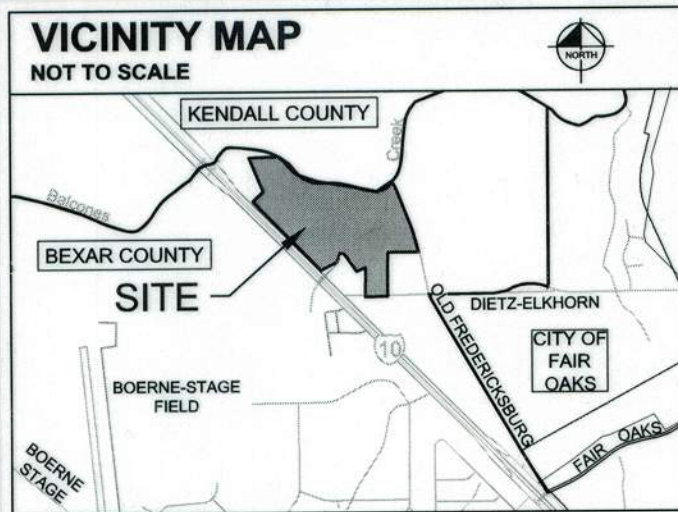 VICINITY MAP
NOT TO SCALE
NORTH
KENDALL COUNTY
Creek
Balcones
BEXAR COUNTY
SITE
OLD FREDERICKSBURG
DIETZ-ELKHORN
10
CITY OF
FAIR
OAKS
BOERNE-STAGE
FIELD
BOERNE
STAGE
FAIR OAKS